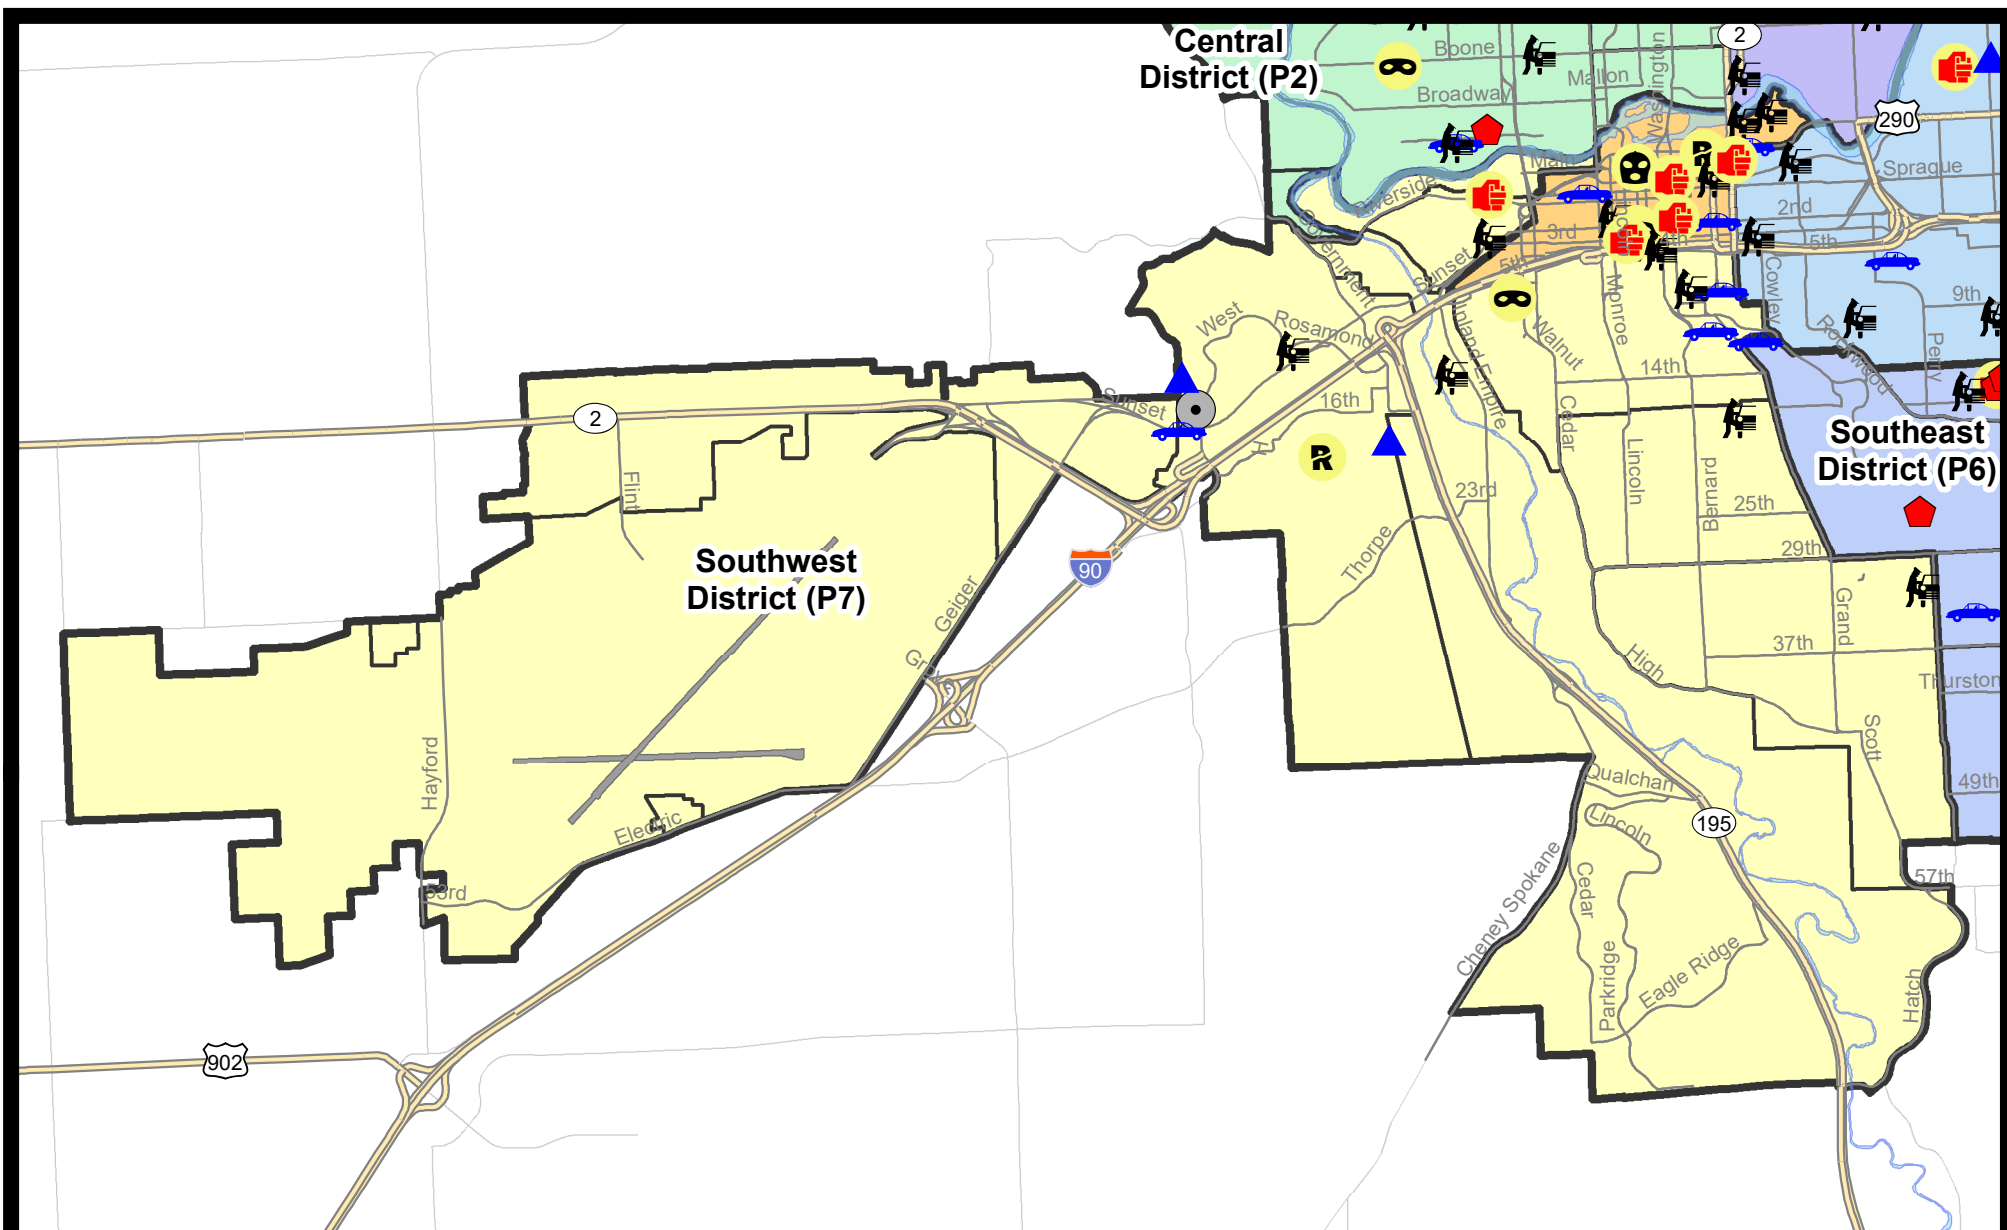 Central
District (P2)
2
Boone
Mallon
Washington
Broadway
290
Main
Sprague
Riverside
2nd
Government
3rd
4th
5th
Sunset
5th
Cowley
9th
West
Rosamond
Inland Empire
Walnut
Monroe
Rockwood
Perry
14th
Sunset
16th
2
Cedar
Lincoln
Bernard
Southeast
District (P6)
Flint
23rd
25th
Thorpe
29th
Southwest
District (P7)
90
Geiger
Grove
Grand
High
37th
Thurston
Hayford
Scott
Qualchan
49th
Electric
Lincoln
195
53rd
Cheney Spokane
Cedar
57th
Parkridge
Eagle Ridge
Hatch
902